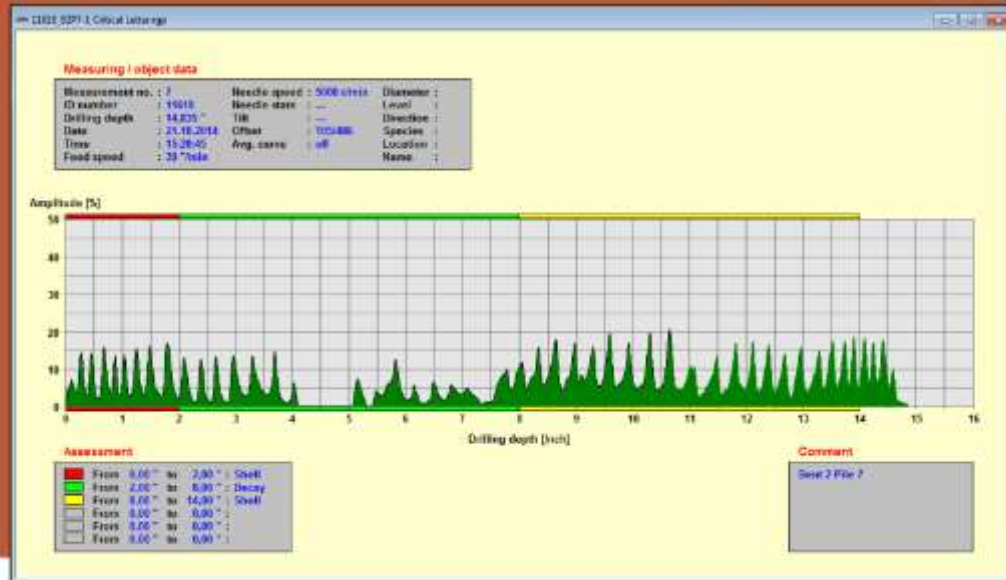 Measuring / object data
Measurement no. : 7 Needle speed : 5000 r/min Diameter :
ID number : Needle state : --- Level :
Drilling depth : Tilt : --- Direction :
Date : 21.10.2014 Offset : Species :
Time : 15:20:45 Avg. curve : off Location :
Feed speed : Name :
Amplitude [%]
50
40
30
20
10
0
0 1 2 3 4 5 6 7 8 9 10 11 12 13 14 15 16
Drilling depth [inch]
Assessment
From 0,00 " to 2,00 " : Shell
From 2,00 " to 8,00 " : Decay
From 8,00 " to 14,00 " : Shell
From 0,00 " to 0,00 " :
From 0,00 " to 0,00 " :
From 0,00 " to 0,00 " :
Comment
Bent 2 Pile 7